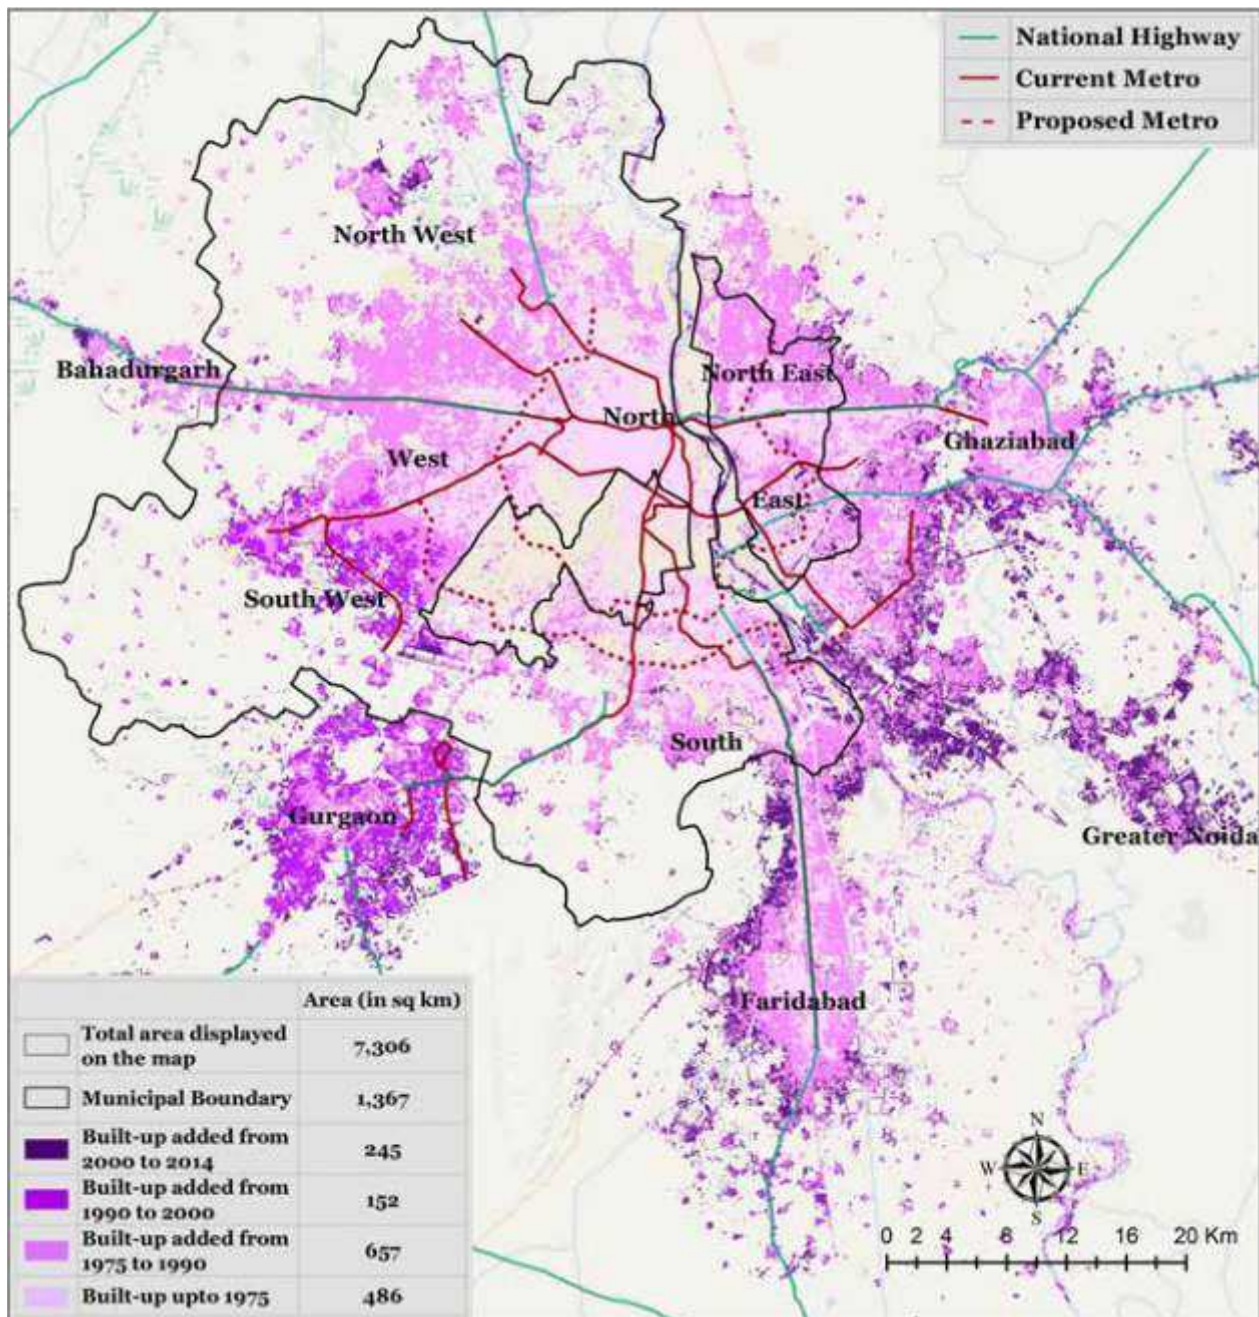 National Highway
Current Metro
Proposed Metro
North West
Bahadurgarh
North East
North
Ghaziabad
West
East
South West
South
Gurgaon
Greater Noida
Faridabad
Area (in sq km)
Total area displayed
on the map
7,306
Municipal Boundary
1,367
Built-up added from
2000 to 2014
245
Built-up added from
1990 to 2000
152
Built-up added from
1975 to 1990
657
Built-up upto 1975
486
N
W
E
S
0 2 4 8 12 16 20 Km